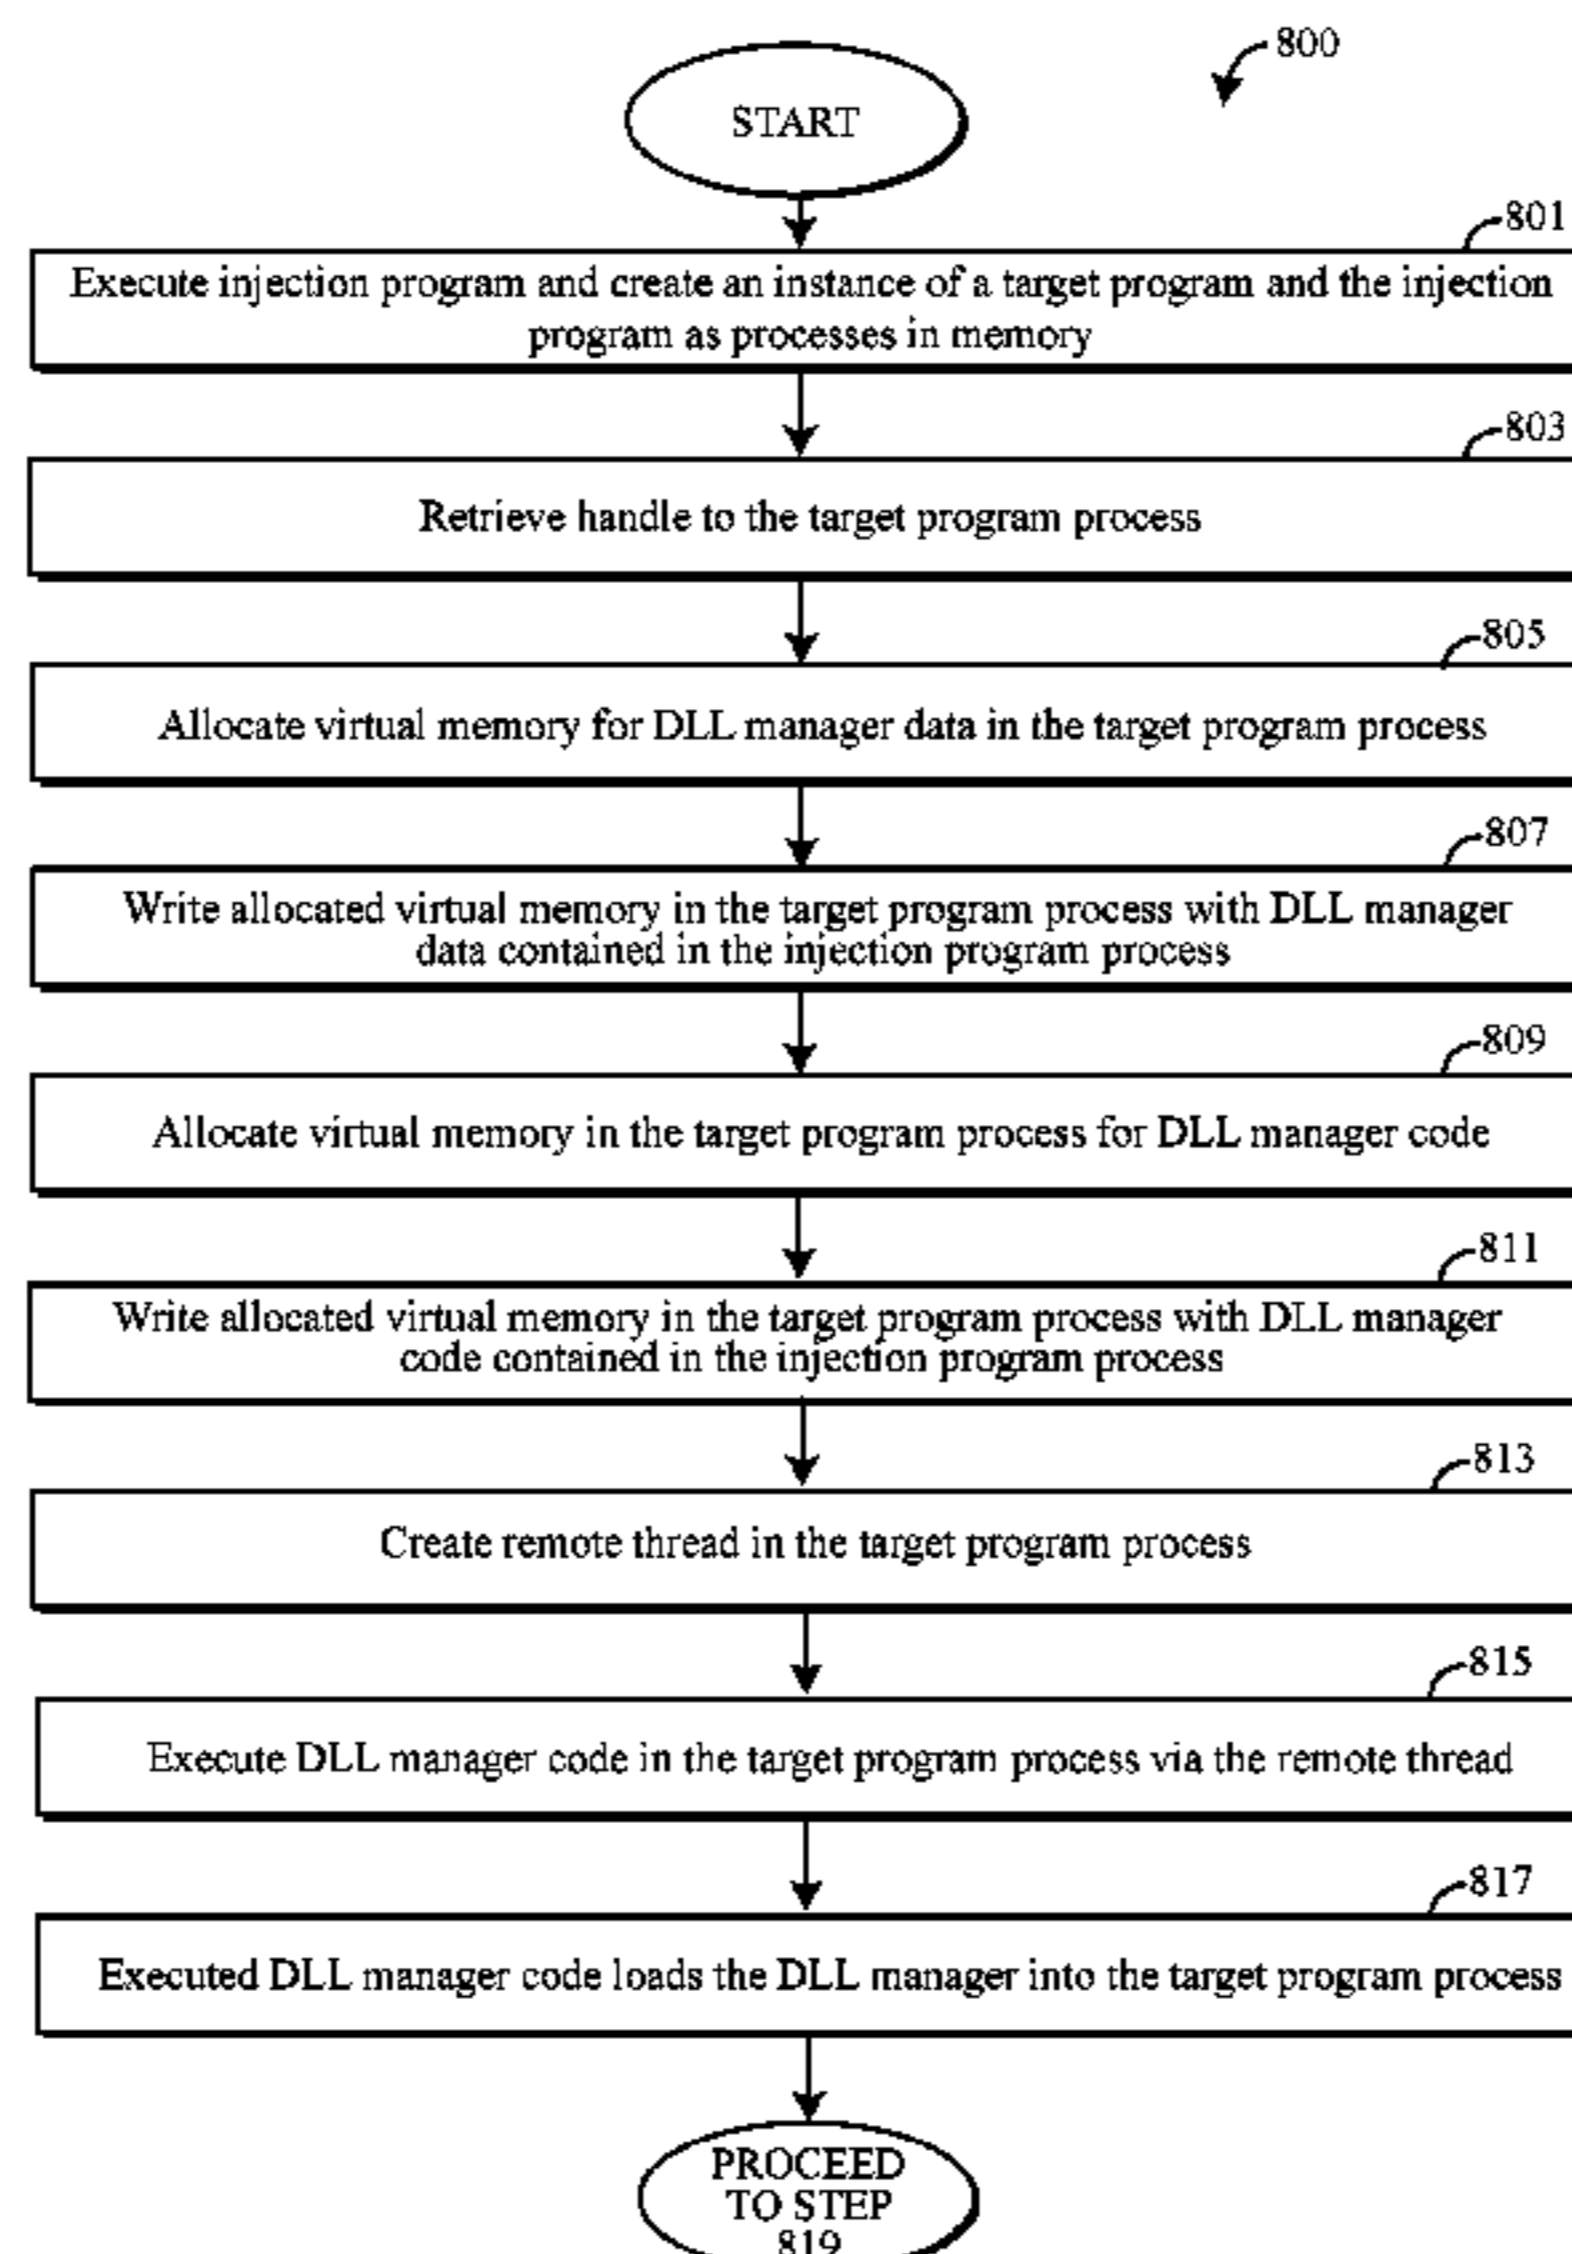 800
START
801
Execute injection program and create an instance of a target program and the injection
program as processes in memory
803
Retrieve handle to the target program process
805
Allocate virtual memory for DLL manager data in the target program process
807
Write allocated virtual memory in the target program process with DLL manager
data contained in the injection program process
809
Allocate virtual memory in the target program process for DLL manager code
811
Write allocated virtual memory in the target program process with DLL manager
code contained in the injection program process
813
Create remote thread in the target program process
815
Execute DLL manager code in the target program process via the remote thread
817
Executed DLL manager code loads the DLL manager into the target program process
PROCEED
TO STEP
819